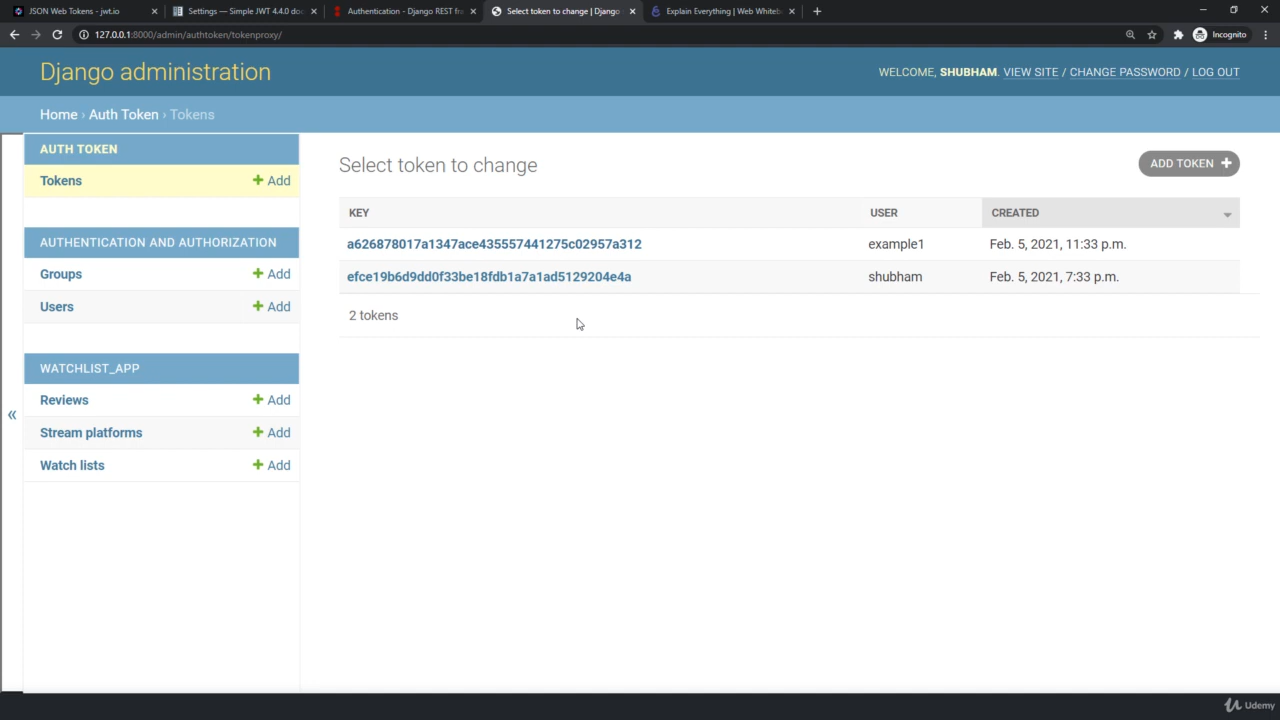 JSON Web Tokens - jwt.io
Settings — Simple JWT 4.4.0 doc
Authentication - Django REST fra
Select token to change | Django
Explain Everything | Web Whiteb
127.0.0.1:8000/admin/authtoken/tokenproxy/
Incognito
Django administration
WELCOME, SHUBHAM. VIEW SITE / CHANGE PASSWORD / LOG OUT
Home › Auth Token › Tokens
AUTH TOKEN
Tokens
Add
AUTHENTICATION AND AUTHORIZATION
Groups
Add
Users
Add
WATCHLIST_APP
Reviews
Add
Stream platforms
Add
Watch lists
Add
«
Select token to change
ADD TOKEN
KEY USER CREATED
a626878017a1347ace435557441275c02957a312 example1 Feb. 5, 2021, 11:33 p.m.
efce19b6d9dd0f33be18fdb1a7a1ad5129204e4a shubham Feb. 5, 2021, 7:33 p.m.
2 tokens
Udemy